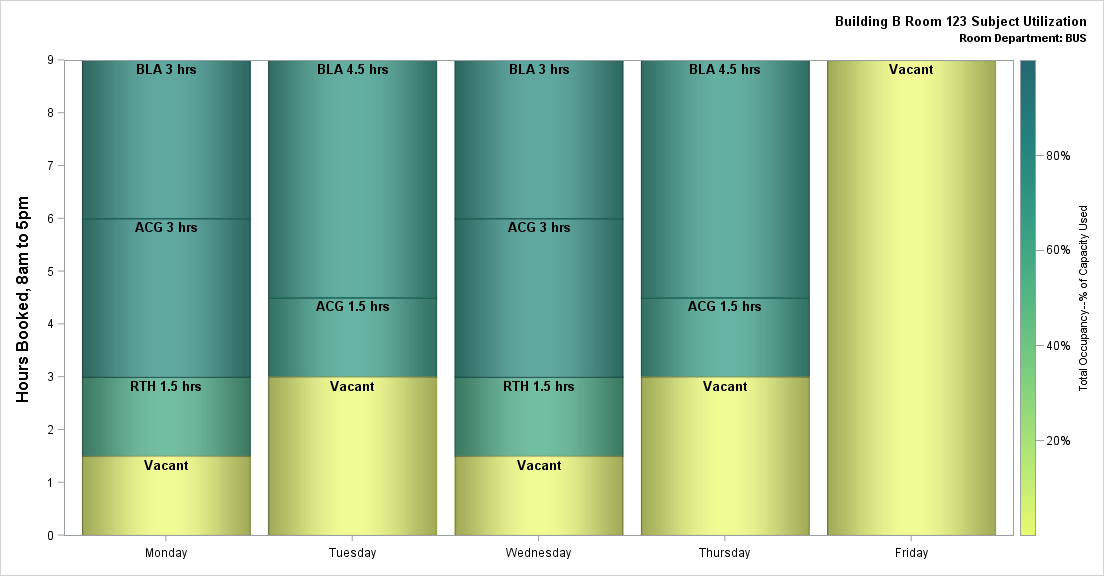 Building B Room 123 Subject Utilization
Room Department: BUS
Hours Booked, 8am to 5pm
9
8
7
6
5
4
3
2
1
0
BLA 3 hrs
ACG 3 hrs
RTH 1.5 hrs
Vacant
BLA 4.5 hrs
ACG 1.5 hrs
Vacant
BLA 3 hrs
ACG 3 hrs
RTH 1.5 hrs
Vacant
BLA 4.5 hrs
ACG 1.5 hrs
Vacant
Vacant
Monday
Tuesday
Wednesday
Thursday
Friday
80%
60%
40%
20%
Total Occupancy--% of Capacity Used